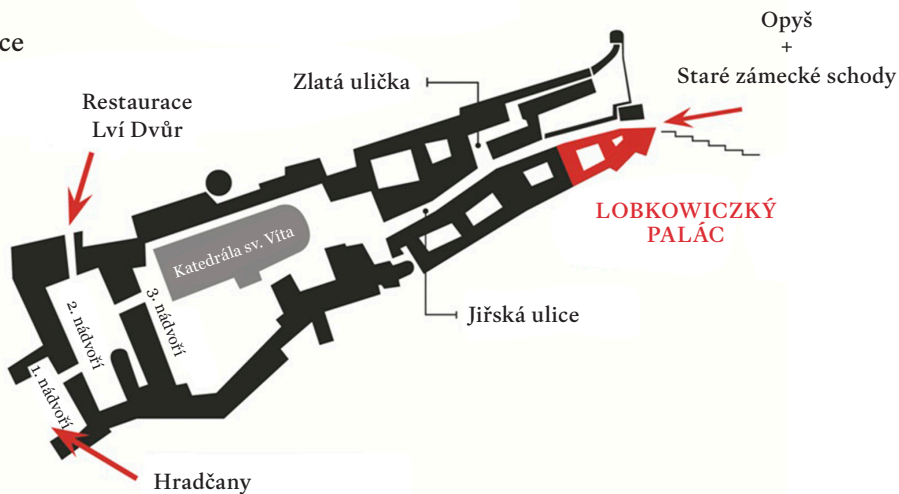 ce
Opyš
+
Staré zámecké schody
Zlatá ulička
Restaurace
Lví Dvůr
LOBKOWICZKÝ
PALÁC
Katedrála sv. Víta
Jiřská ulice
3. nádvoří
2. nádvoří
1. nádvoří
Hradčany